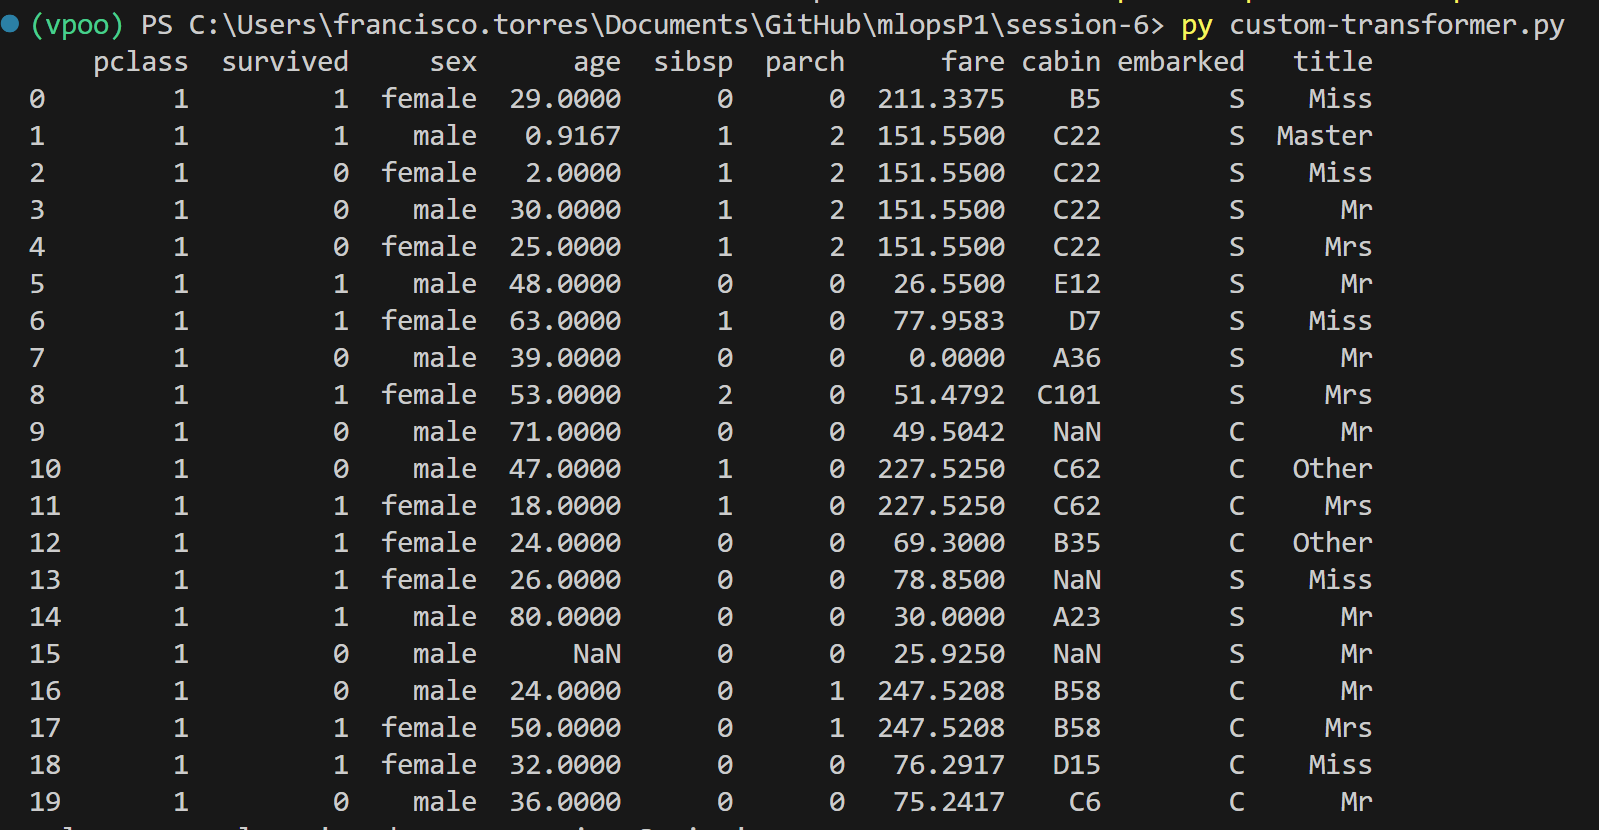 (vpoo) PS C:\Users\francisco.torres\Documents\GitHub\mlopsP1\session-6> py custom-transformer.py
pclass survived sex age sibsp parch fare cabin embarked title
0 1 1 female 29.0000 0 0 211.3375 B5 S Miss
1 1 1 male 0.9167 1 2 151.5500 C22 S Master
2 1 0 female 2.0000 1 2 151.5500 C22 S Miss
3 1 0 male 30.0000 1 2 151.5500 C22 S Mr
4 1 0 female 25.0000 1 2 151.5500 C22 S Mrs
5 1 1 male 48.0000 0 0 26.5500 E12 S Mr
6 1 1 female 63.0000 1 0 77.9583 D7 S Miss
7 1 0 male 39.0000 0 0 0.0000 A36 S Mr
8 1 1 female 53.0000 2 0 51.4792 C101 S Mrs
9 1 0 male 71.0000 0 0 49.5042 NaN C Mr
10 1 0 male 47.0000 1 0 227.5250 C62 C Other
11 1 1 female 18.0000 1 0 227.5250 C62 C Mrs
12 1 1 female 24.0000 0 0 69.3000 B35 C Other
13 1 1 female 26.0000 0 0 78.8500 NaN S Miss
14 1 1 male 80.0000 0 0 30.0000 A23 S Mr
15 1 0 male NaN 0 0 25.9250 NaN S Mr
16 1 0 male 24.0000 0 1 247.5208 B58 C Mr
17 1 1 female 50.0000 0 1 247.5208 B58 C Mrs
18 1 1 female 32.0000 0 0 76.2917 D15 C Miss
19 1 0 male 36.0000 0 0 75.2417 C6 C Mr